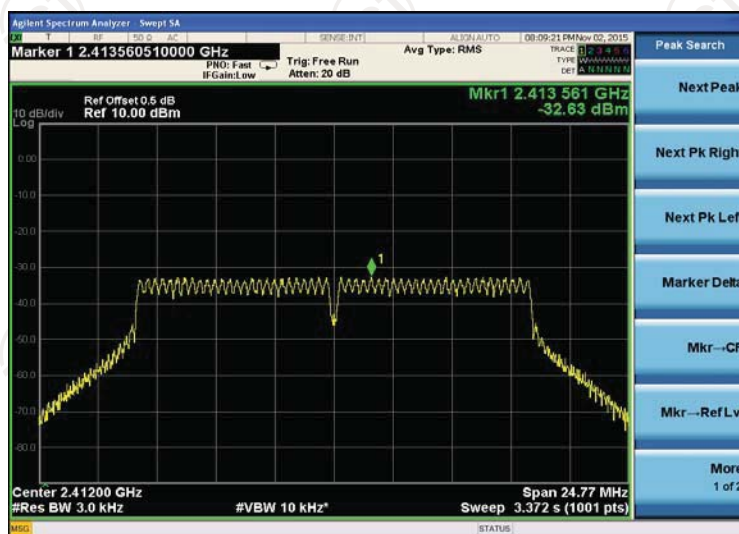 Agilent Spectrum Analyzer - Swept SA
T RF 50 Ω AC SENSE:INT ALIGN AUTO 08:09:21 PM Nov 02, 2015
Marker 1 2.413560510000 GHz
PNO: Fast
IFGain:Low
Trig: Free Run
Atten: 20 dB
Avg Type: RMS
TRACE 1 2 3 4 5 6
TYPE
DET A N N N N N
Ref Offset 0.5 dB
Ref 10.00 dBm
10 dB/div
Log
Mkr1 2.413 561 GHz
-32.63 dBm
0.00
-10.0
-20.0
-30.0
-40.0
-50.0
-60.0
-70.0
-80.0
1
Center 2.41200 GHz
#Res BW 3.0 kHz
#VBW 10 kHz*
Span 24.77 MHz
Sweep 3.372 s (1001 pts)
MSG
STATUS
Peak Search
Next Peak
Next Pk Righ
Next Pk Lef
Marker Delta
Mkr→CF
Mkr→Ref Lv
More
1 of 2